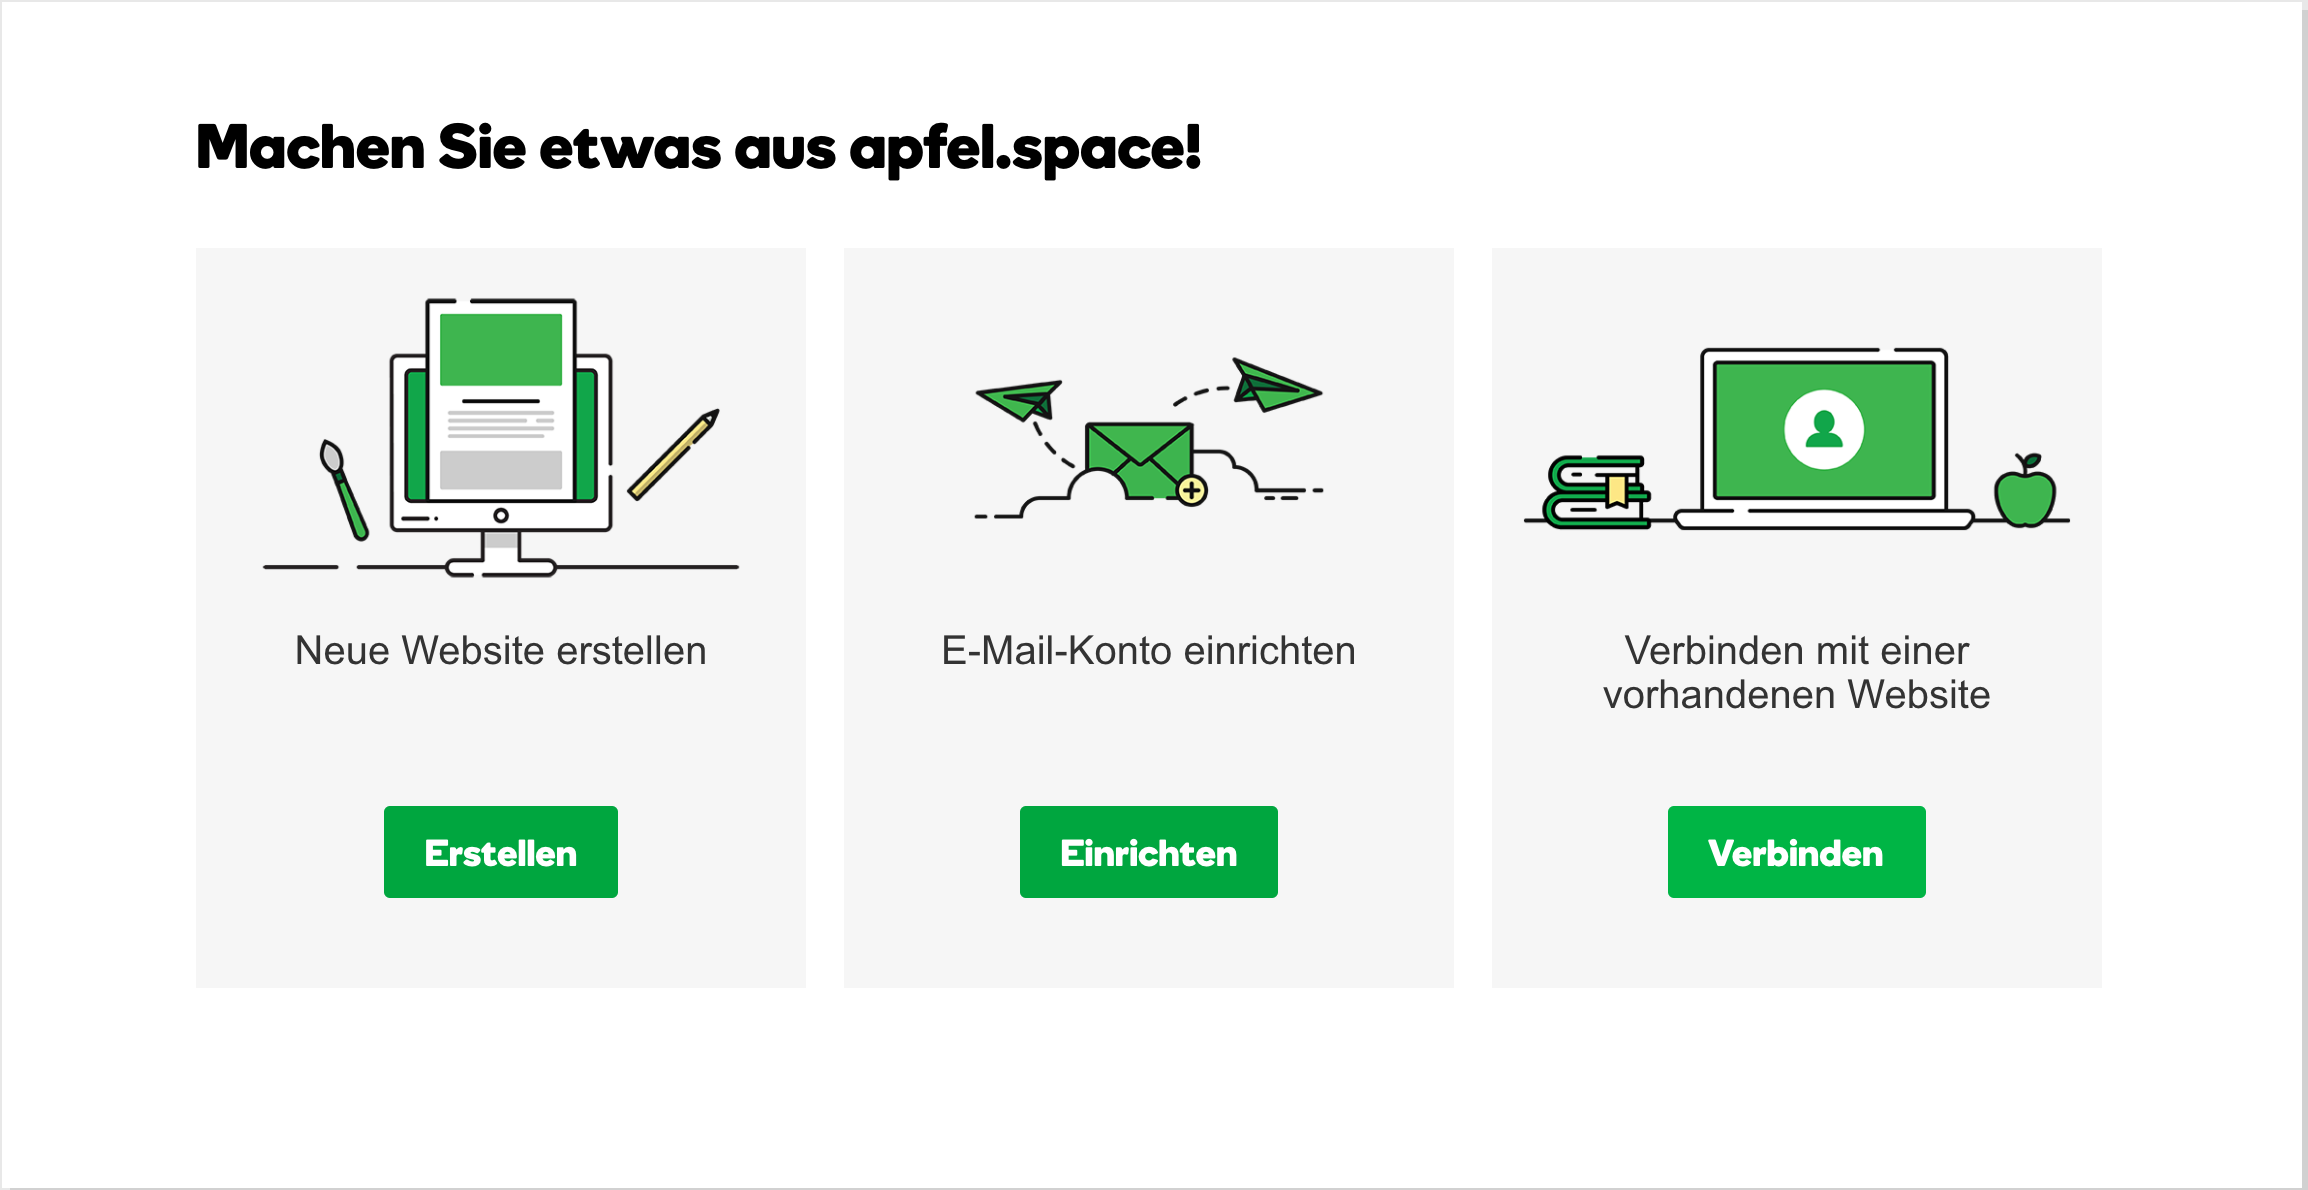 Machen Sie etwas aus apfel.space!
Neue Website erstellen
Erstellen
E-Mail-Konto einrichten
Einrichten
Verbinden mit einer
vorhandenen Website
Verbinden